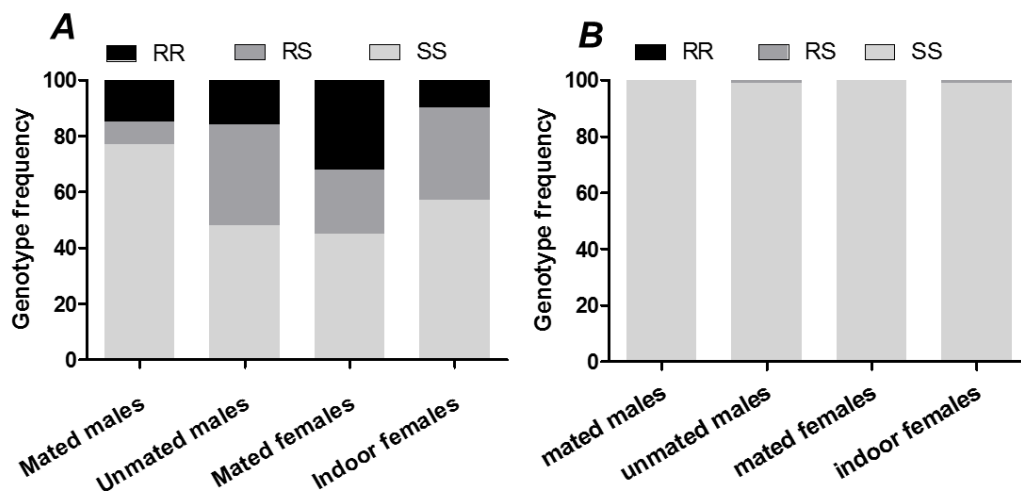 A
RR RS SS
Genotype frequency
100
80
60
40
20
0
Mated males
Unmated males
Mated females
Indoor females
B
RR RS SS
Genotype frequency
100
80
60
40
20
0
mated males
unmated males
mated females
indoor females